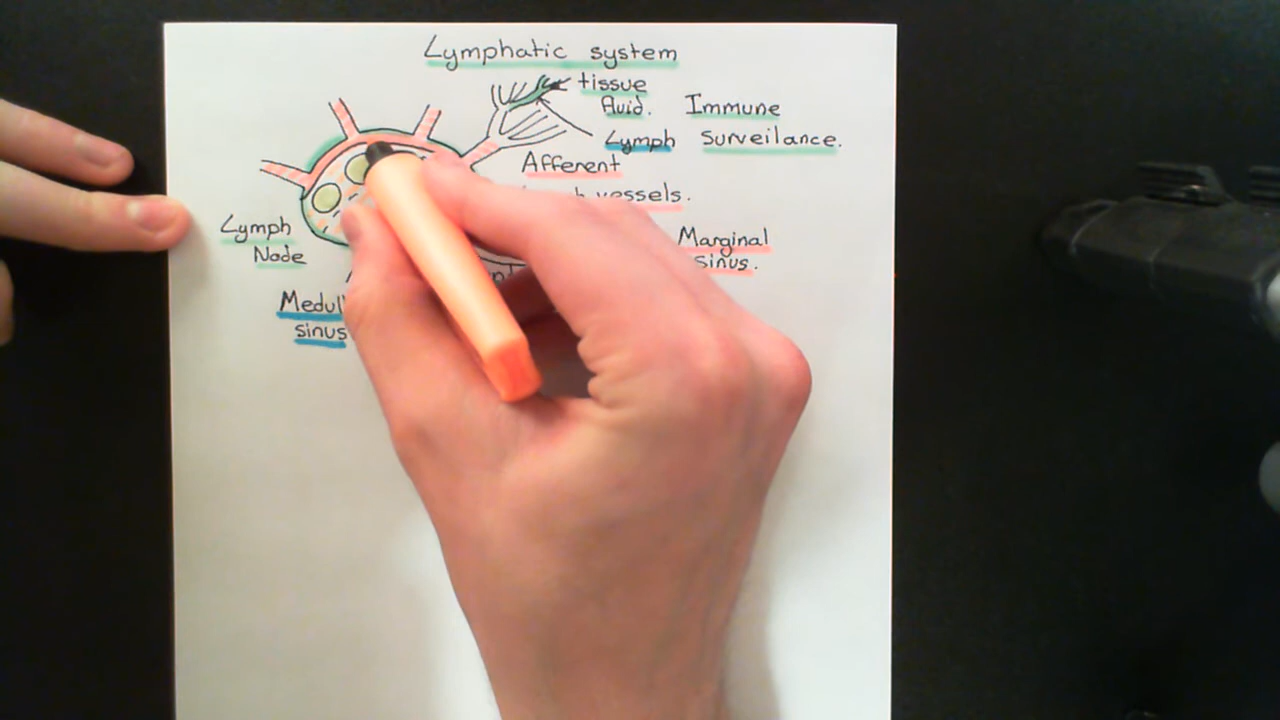 Lymphatic system
tissue
fluid.
Immune
Surveilance.
Lymph
Afferent
vessels.
Lymph
Node
Marginal
sinus.
sinus